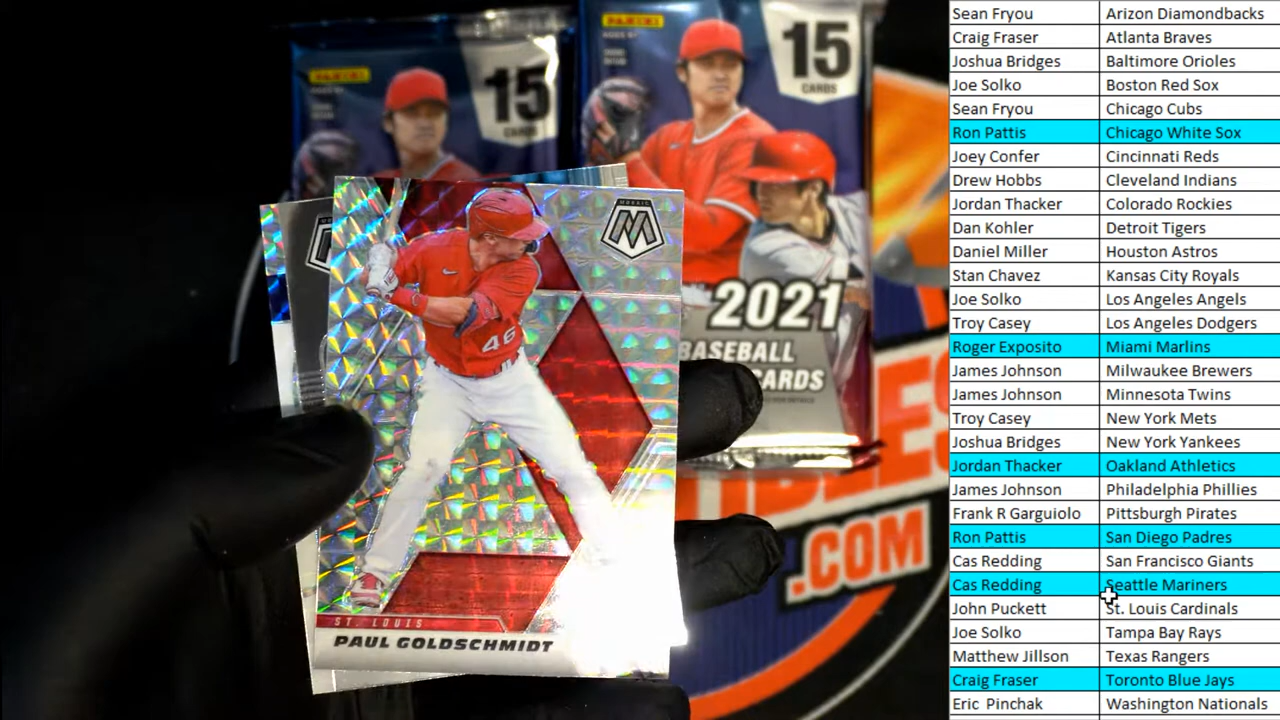 PANINI
15
CARDS
PANINI
15
CARDS
2021
BASEBALL
CARDS
.COM
MOSAIC
M
46
ST. LOUIS
PAUL GOLDSCHMIDT
Sean Fryou Arizon Diamondbacks
Craig Fraser Atlanta Braves
Joshua Bridges Baltimore Orioles
Joe Solko Boston Red Sox
Sean Fryou Chicago Cubs
Ron Pattis Chicago White Sox
Joey Confer Cincinnati Reds
Drew Hobbs Cleveland Indians
Jordan Thacker Colorado Rockies
Dan Kohler Detroit Tigers
Daniel Miller Houston Astros
Stan Chavez Kansas City Royals
Joe Solko Los Angeles Angels
Troy Casey Los Angeles Dodgers
Roger Exposito Miami Marlins
James Johnson Milwaukee Brewers
James Johnson Minnesota Twins
Troy Casey New York Mets
Joshua Bridges New York Yankees
Jordan Thacker Oakland Athletics
James Johnson Philadelphia Phillies
Frank R Garguiolo Pittsburgh Pirates
Ron Pattis San Diego Padres
Cas Redding San Francisco Giants
Cas Redding Seattle Mariners
John Puckett St. Louis Cardinals
Joe Solko Tampa Bay Rays
Matthew Jillson Texas Rangers
Craig Fraser Toronto Blue Jays
Eric Pinchak Washington Nationals